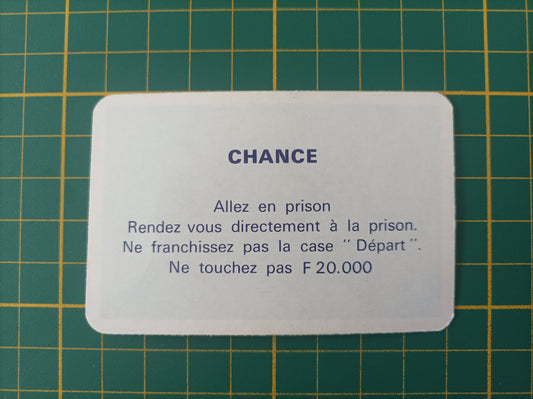 CHANCE
Allez en prison
Rendez vous directement à la prison.
Ne franchissez pas la case " Départ ".
Ne touchez pas F 20.000